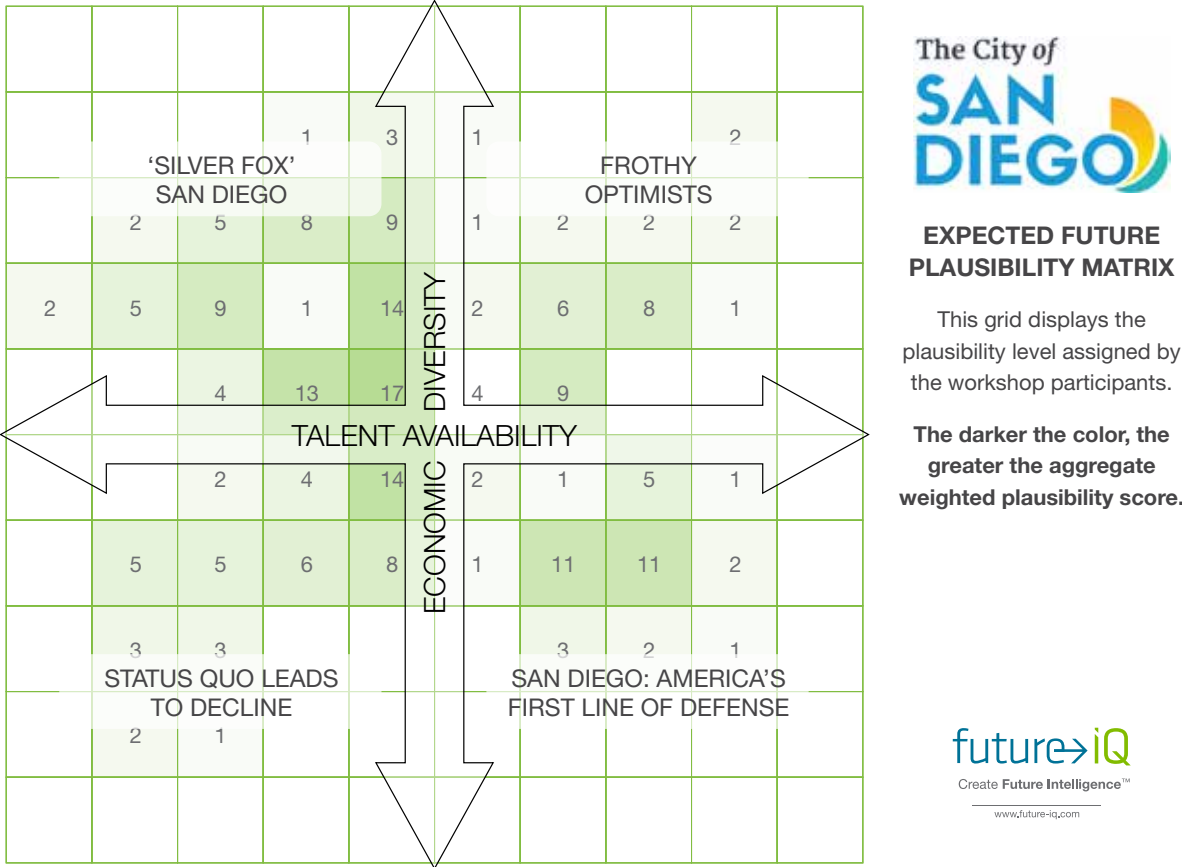 1 3 1 2
‘SILVER FOX’
SAN DIEGO
FROTHY
OPTIMISTS
2 5 8 9 1 2 2 2
2 5 9 1 14 2 6 8 1
4 13 17 4 9
TALENT AVAILABILITY
ECONOMIC DIVERSITY
2 4 14 2 1 5 1
5 5 6 8 1 11 11 2
3 3 3 2 1
STATUS QUO LEADS
TO DECLINE
SAN DIEGO: AMERICA’S
FIRST LINE OF DEFENSE
2 1
The City of
SAN
DIEGO
EXPECTED FUTURE
PLAUSIBILITY MATRIX
This grid displays the
plausibility level assigned by
the workshop participants.
The darker the color, the
greater the aggregate
weighted plausibility score.
future→iQ
Create Future Intelligence™
www.future-iq.com